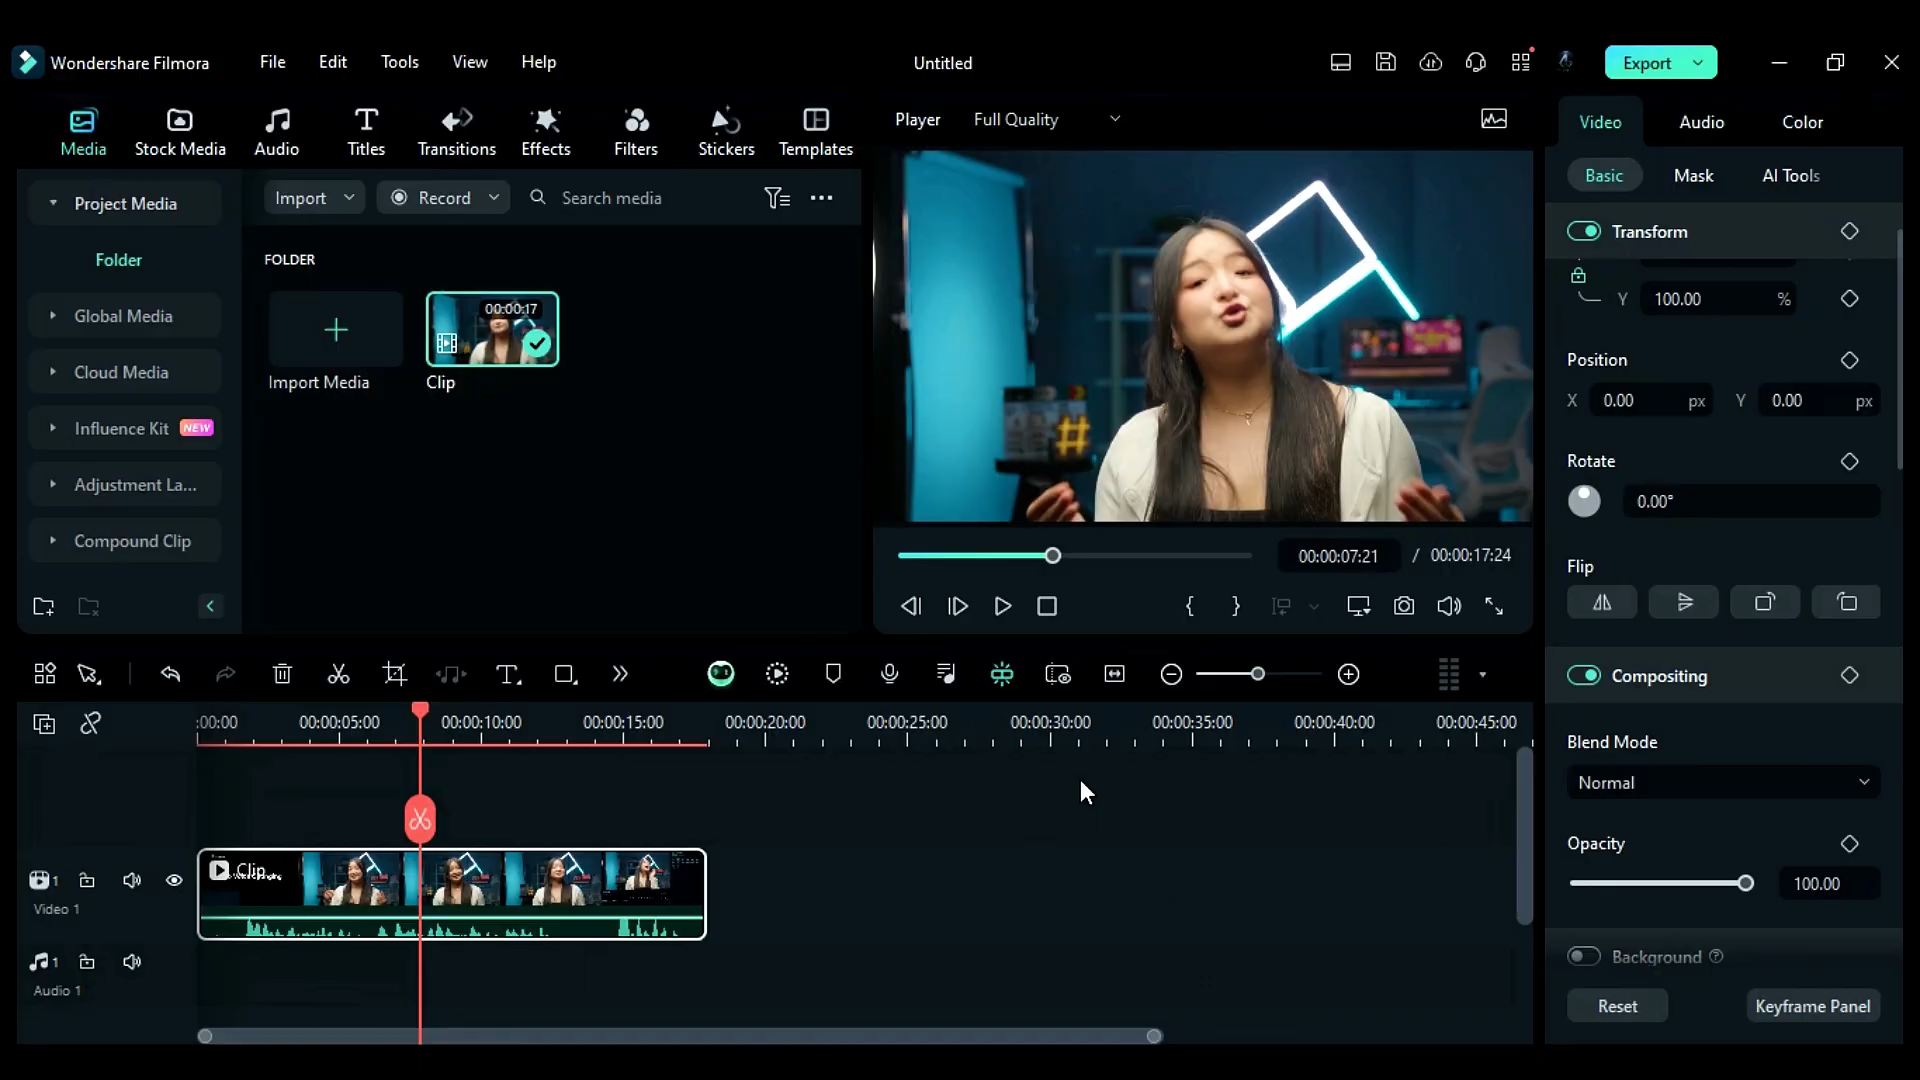 Wondershare Filmora File Edit Tools View Help Untitled Export
Media Stock Media Audio Titles Transitions Effects Filters Stickers Templates
Project Media
Folder
Global Media
Cloud Media
Influence Kit NEW
Adjustment La...
Compound Clip
Import Record Search media
FOLDER
Import Media
00:00:17
Clip
Player Full Quality
#
00:00:07:21 / 00:00:17:24
Video Audio Color
Basic Mask AI Tools
Transform
Y 100.00 %
Position
X 0.00 px Y 0.00 px
Rotate
0.00°
Flip
Compositing
Blend Mode
Normal
Opacity
100.00
Background
Reset Keyframe Panel
:00:00 00:00:05:00 00:00:10:00 00:00:15:00 00:00:20:00 00:00:25:00 00:00:30:00 00:00:35:00 00:00:40:00 00:00:45:00
1
Video 1
Clip
1
Audio 1